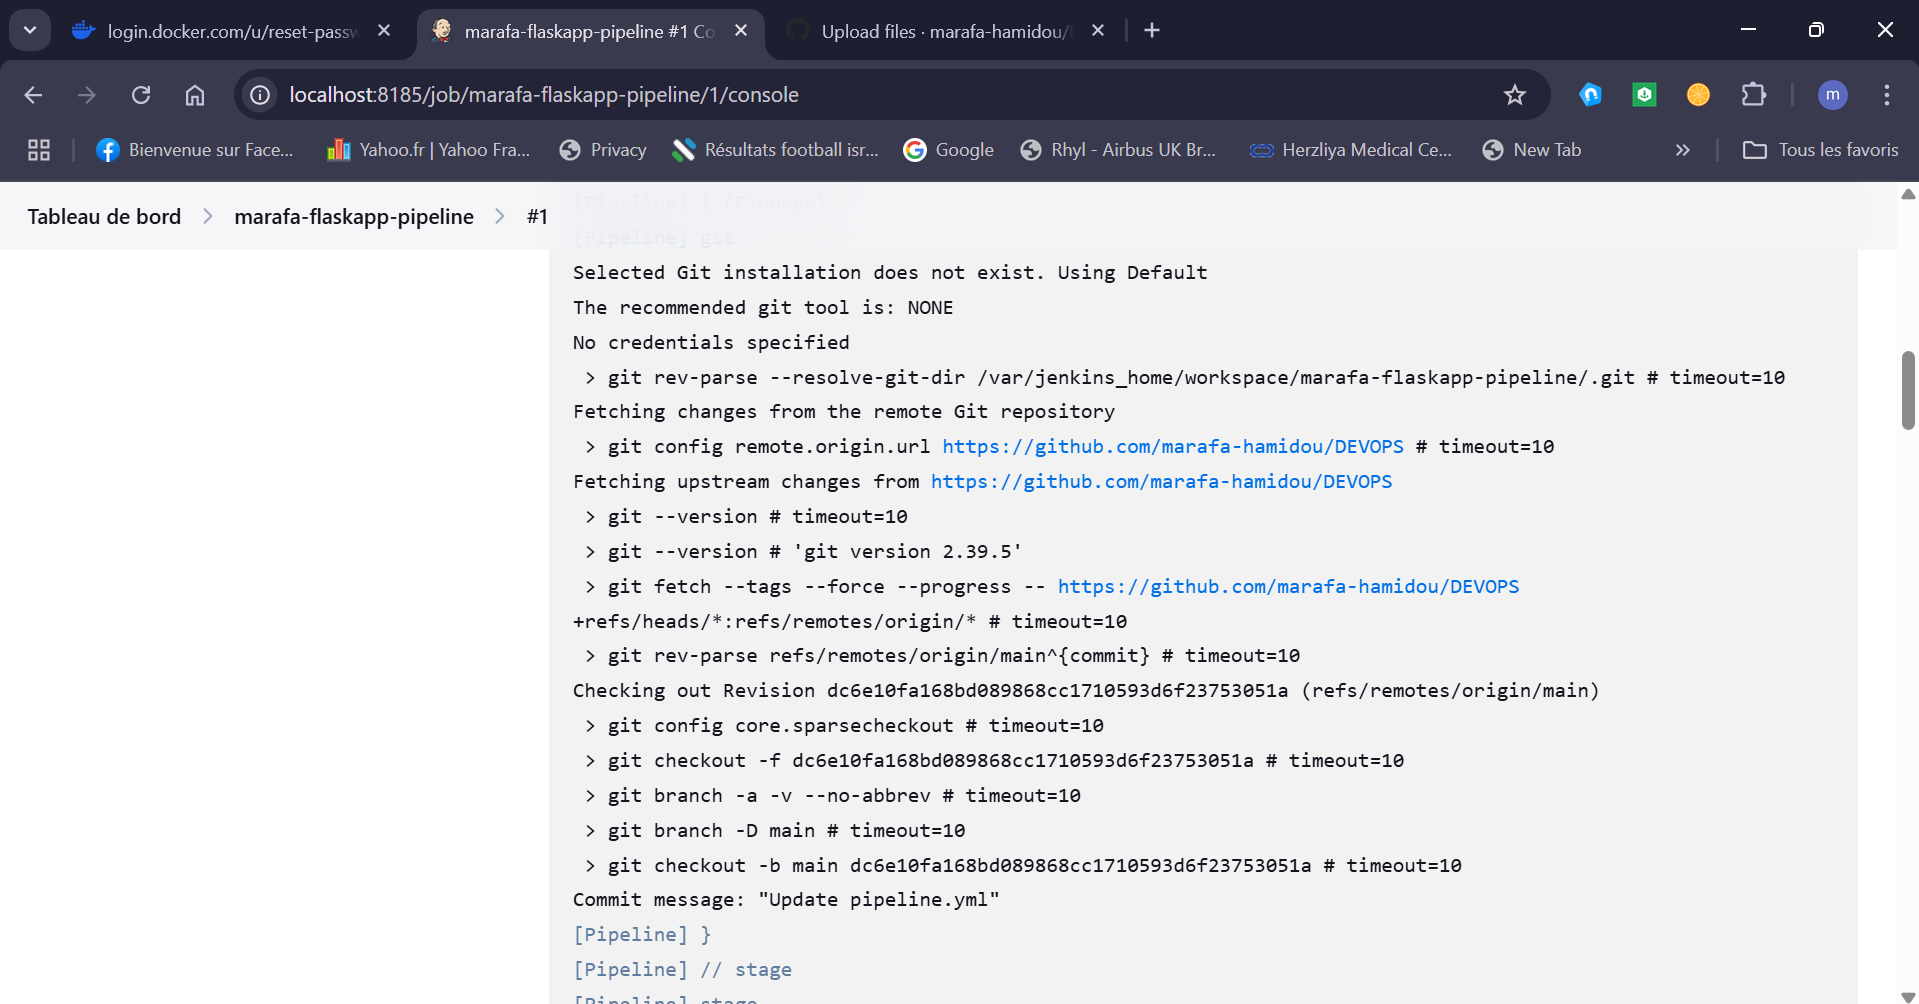 login.docker.com/u/reset-passw
marafa-flaskapp-pipeline #1 Co
Upload files · marafa-hamidou/
localhost:8185/job/marafa-flaskapp-pipeline/1/console
m
Bienvenue sur Face...
Yahoo.fr | Yahoo Fra...
Privacy
Résultats football isr...
Google
Rhyl - Airbus UK Br...
Herzliya Medical Ce...
New Tab
Tous les favoris
Tableau de bord
marafa-flaskapp-pipeline
#1
[Pipeline] { (Clonage)
[Pipeline] git
Selected Git installation does not exist. Using Default
The recommended git tool is: NONE
No credentials specified
> git rev-parse --resolve-git-dir /var/jenkins_home/workspace/marafa-flaskapp-pipeline/.git # timeout=10
Fetching changes from the remote Git repository
> git config remote.origin.url https://github.com/marafa-hamidou/DEVOPS # timeout=10
Fetching upstream changes from https://github.com/marafa-hamidou/DEVOPS
> git --version # timeout=10
> git --version # 'git version 2.39.5'
> git fetch --tags --force --progress -- https://github.com/marafa-hamidou/DEVOPS
+refs/heads/*:refs/remotes/origin/* # timeout=10
> git rev-parse refs/remotes/origin/main^{commit} # timeout=10
Checking out Revision dc6e10fa168bd089868cc1710593d6f23753051a (refs/remotes/origin/main)
> git config core.sparsecheckout # timeout=10
> git checkout -f dc6e10fa168bd089868cc1710593d6f23753051a # timeout=10
> git branch -a -v --no-abbrev # timeout=10
> git branch -D main # timeout=10
> git checkout -b main dc6e10fa168bd089868cc1710593d6f23753051a # timeout=10
Commit message: "Update pipeline.yml"
[Pipeline] }
[Pipeline] // stage
[Pipeline] stage